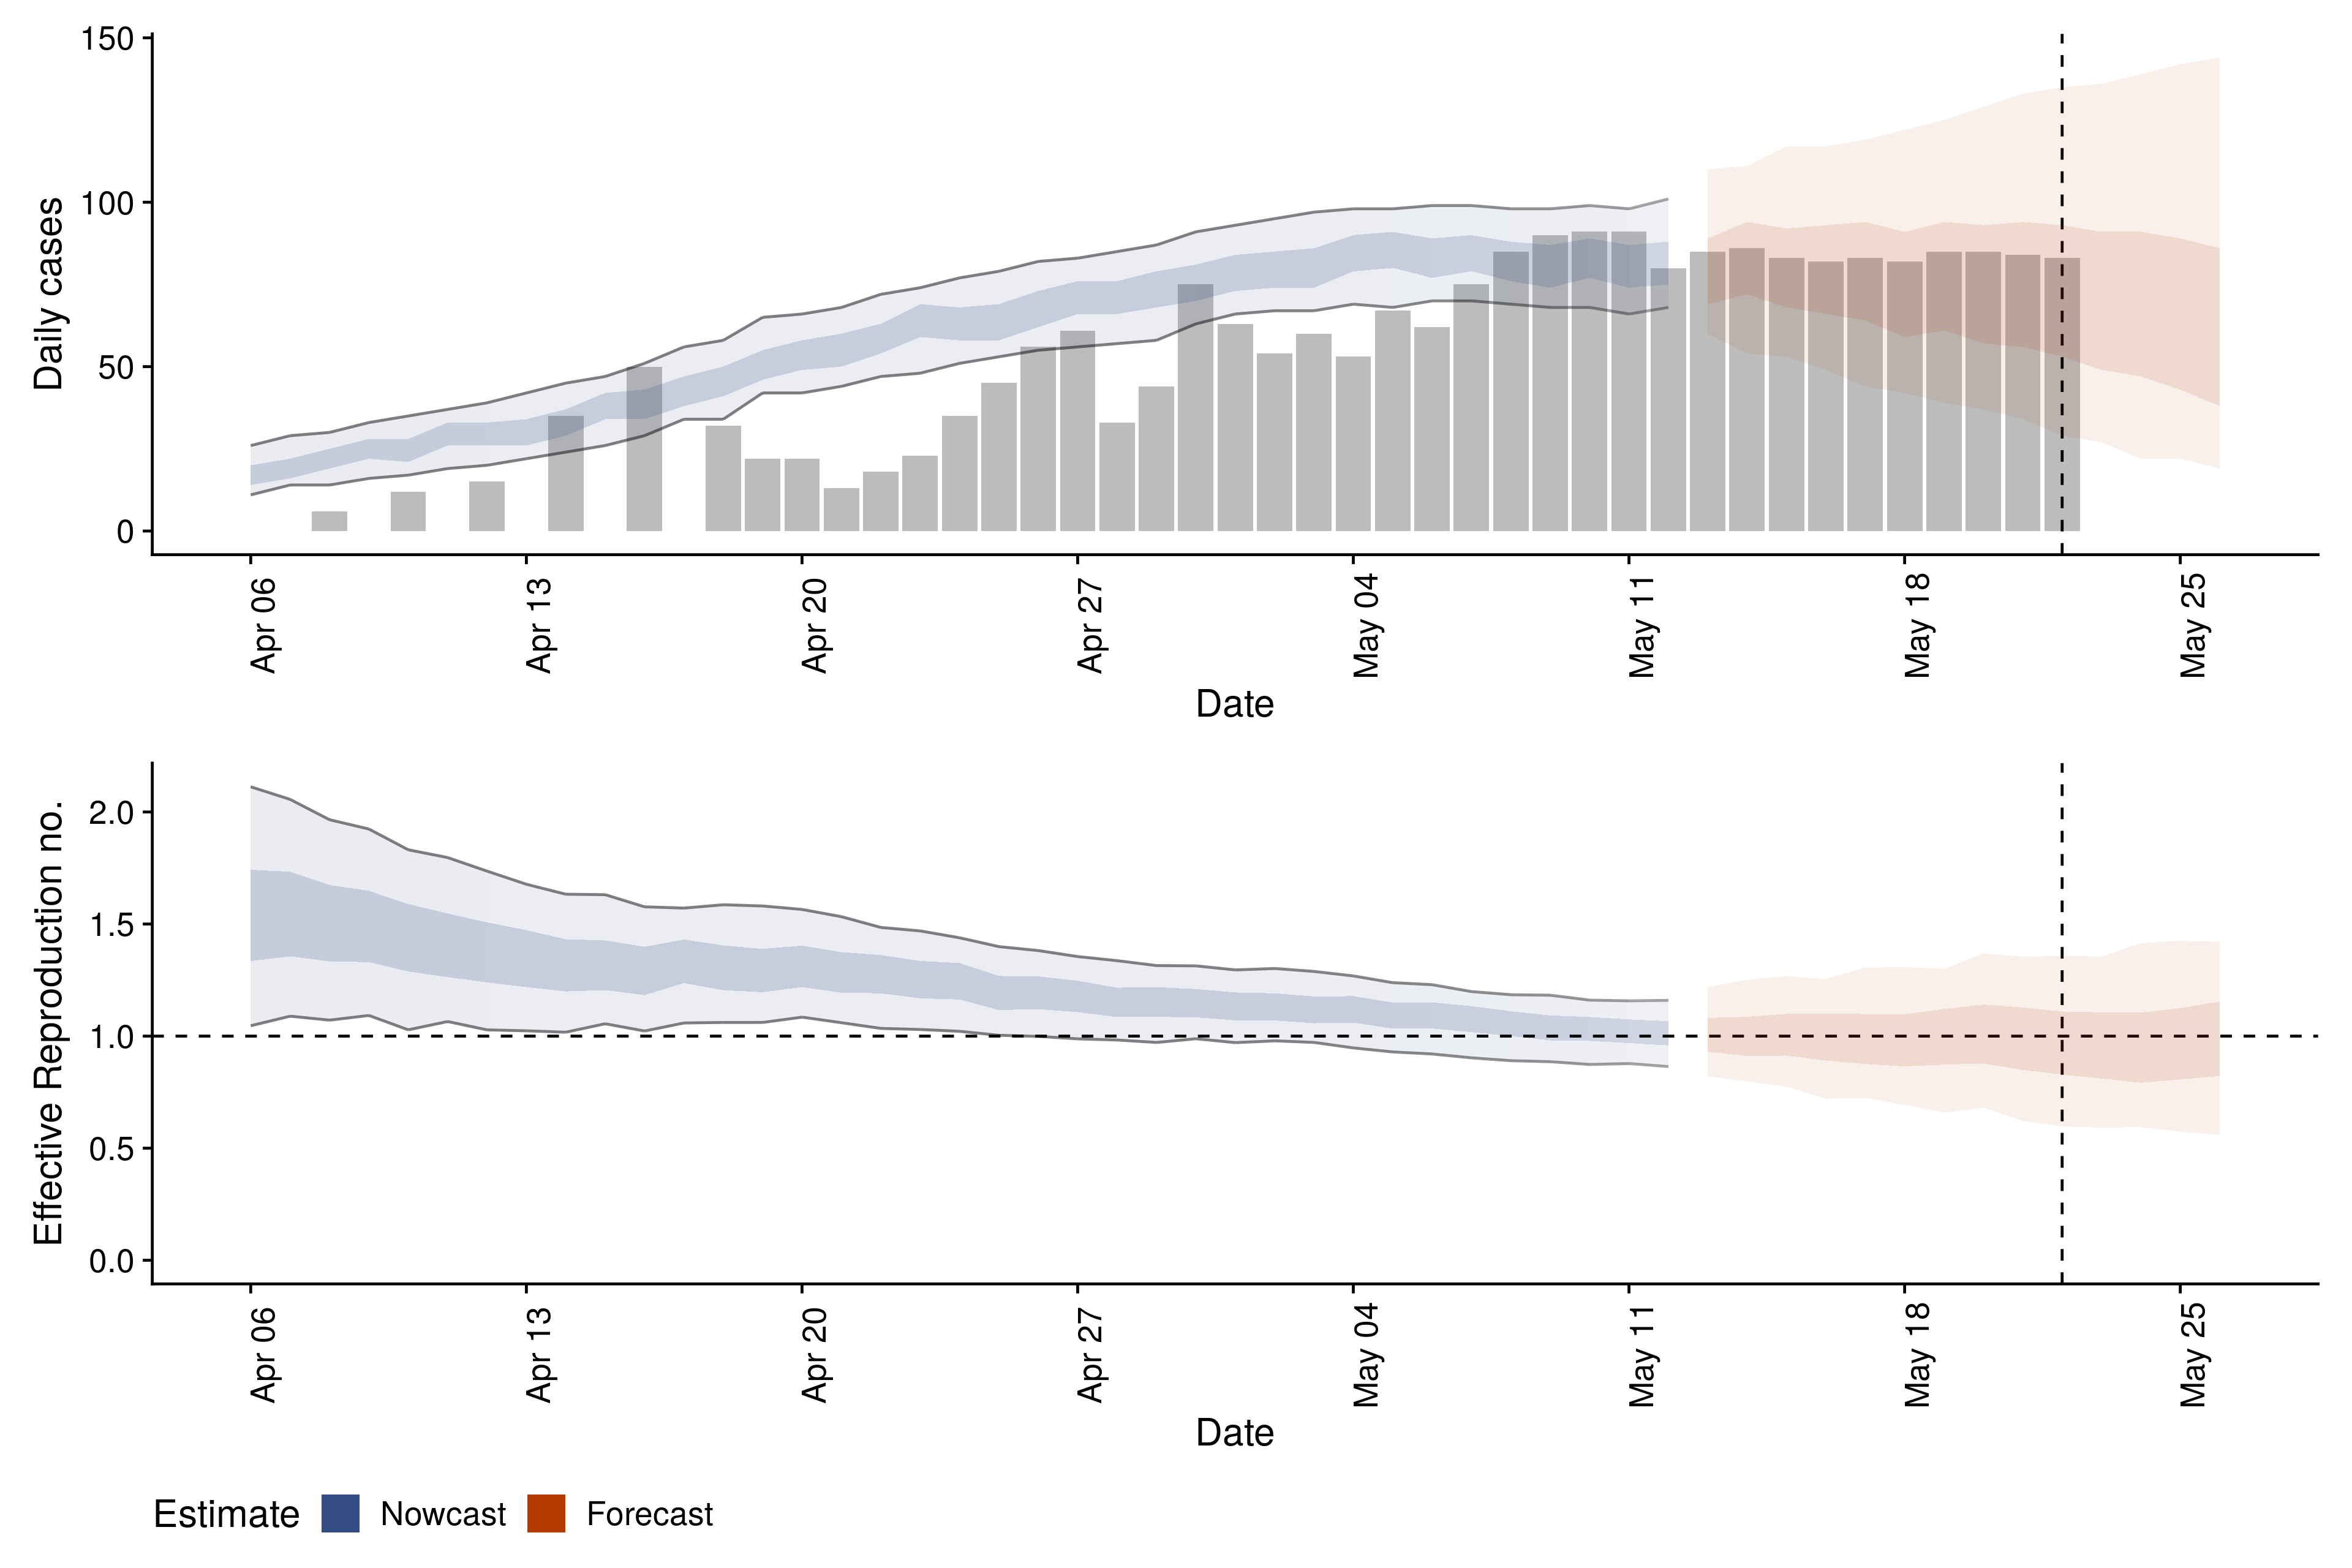 Daily cases
150
100
50
0
Apr 06
Apr 13
Apr 20
Apr 27
May 04
May 11
May 18
May 25
Date
Effective Reproduction no.
2.0
1.5
1.0
0.5
0.0
Apr 06
Apr 13
Apr 20
Apr 27
May 04
May 11
May 18
May 25
Date
Estimate Nowcast Forecast